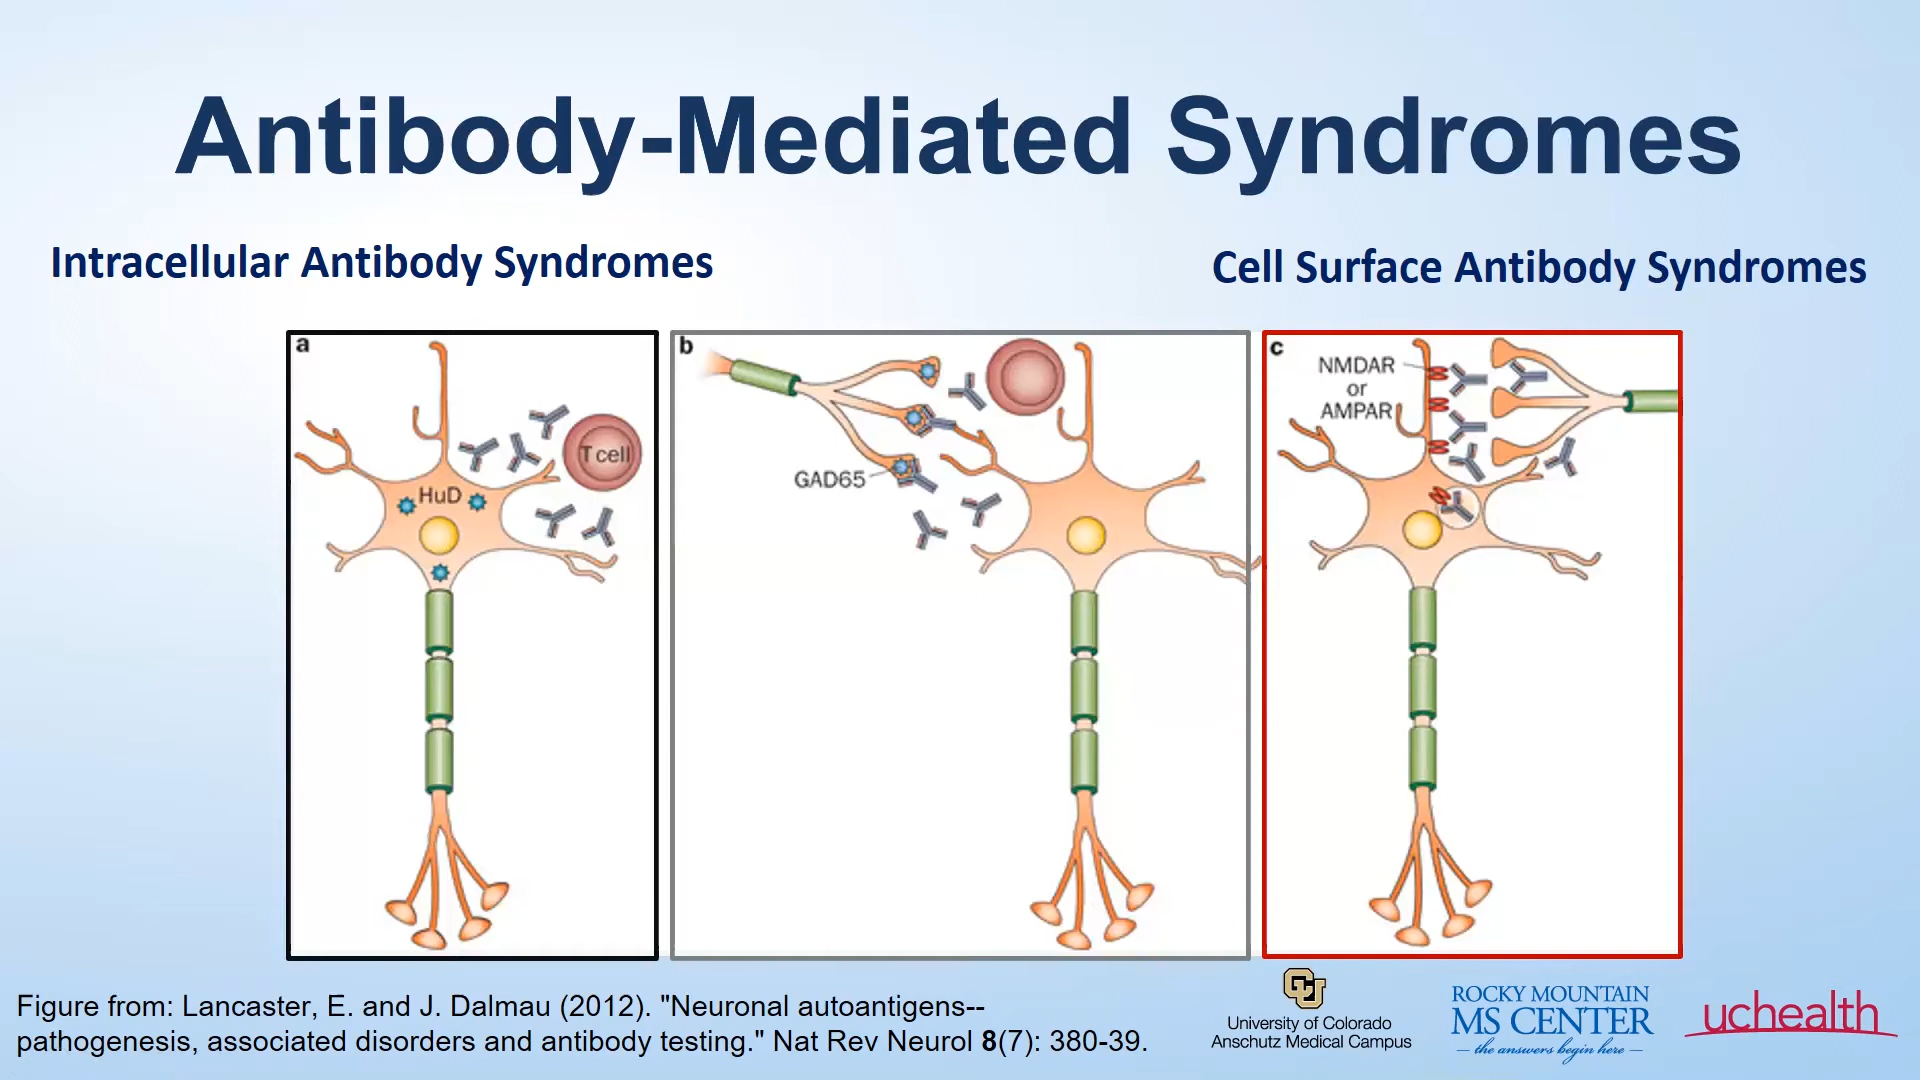 Antibody-Mediated Syndromes
Intracellular Antibody Syndromes
Cell Surface Antibody Syndromes
a
T cell
HuD
b
GAD65
c
NMDAR
or
AMPAR
Figure from: Lancaster, E. and J. Dalmau (2012). "Neuronal autoantigens--
pathogenesis, associated disorders and antibody testing." Nat Rev Neurol 8(7): 380-39.
CU
University of Colorado
Anschutz Medical Campus
ROCKY MOUNTAIN
MS CENTER
— the answers begin here —
uchealth